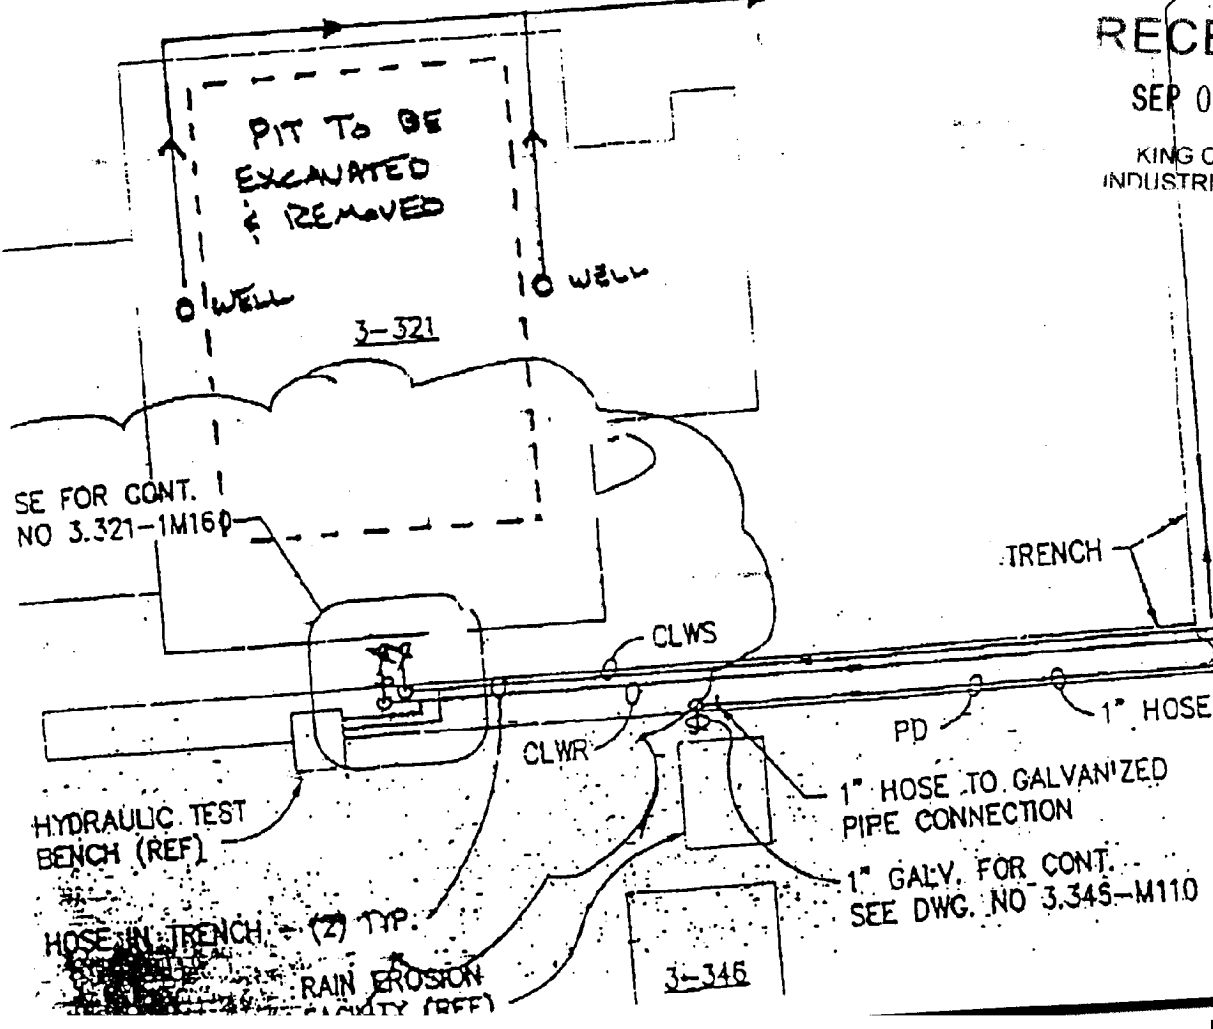 RECE
SEP 0
KING C
INDUSTRI
PIT TO BE
EXCAVATED
& REMOVED
WELL
WELL
3-321
SE FOR CONT.
NO 3.321-1M160
TRENCH
CLWS
CLWR
PD
1" HOSE
HYDRAULIC TEST
BENCH (REF)
1" HOSE TO GALVANIZED
PIPE CONNECTION
1" GALV. FOR CONT.
SEE DWG. NO 3.345-M110
HOSE IN TRENCH - (2) TYP.
RAIN EROSION
(REF)
3-346